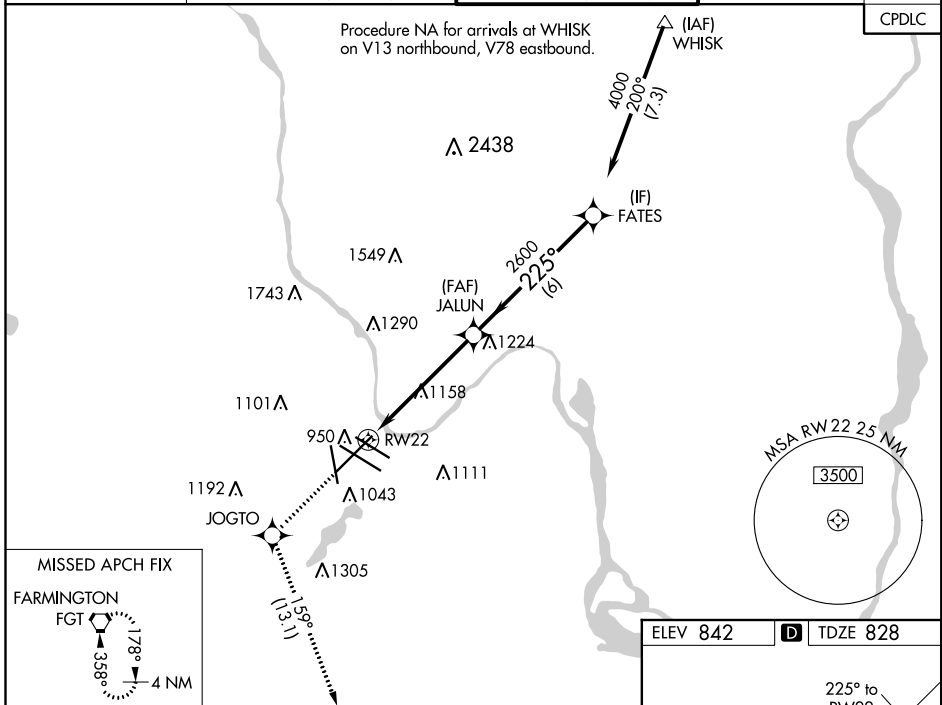 CPDLC
Procedure NA for arrivals at WHISK
on V13 northbound, V78 eastbound.
(IAF)
WHISK
4000
200°
(7.3)
2438
(IF)
FATES
1549
2600
225°
(6)
1743
(FAF)
JALUN
1290
1224
1158
1101
950
RW22
MSA RW 22 25 NM
3500
1111
1192
1043
JOGTO
MISSED APCH FIX
1305
159°
(13.1)
FARMINGTON
FGT
178°
358°
4 NM
ELEV 842
D
TDZE 828
225° to
RW22